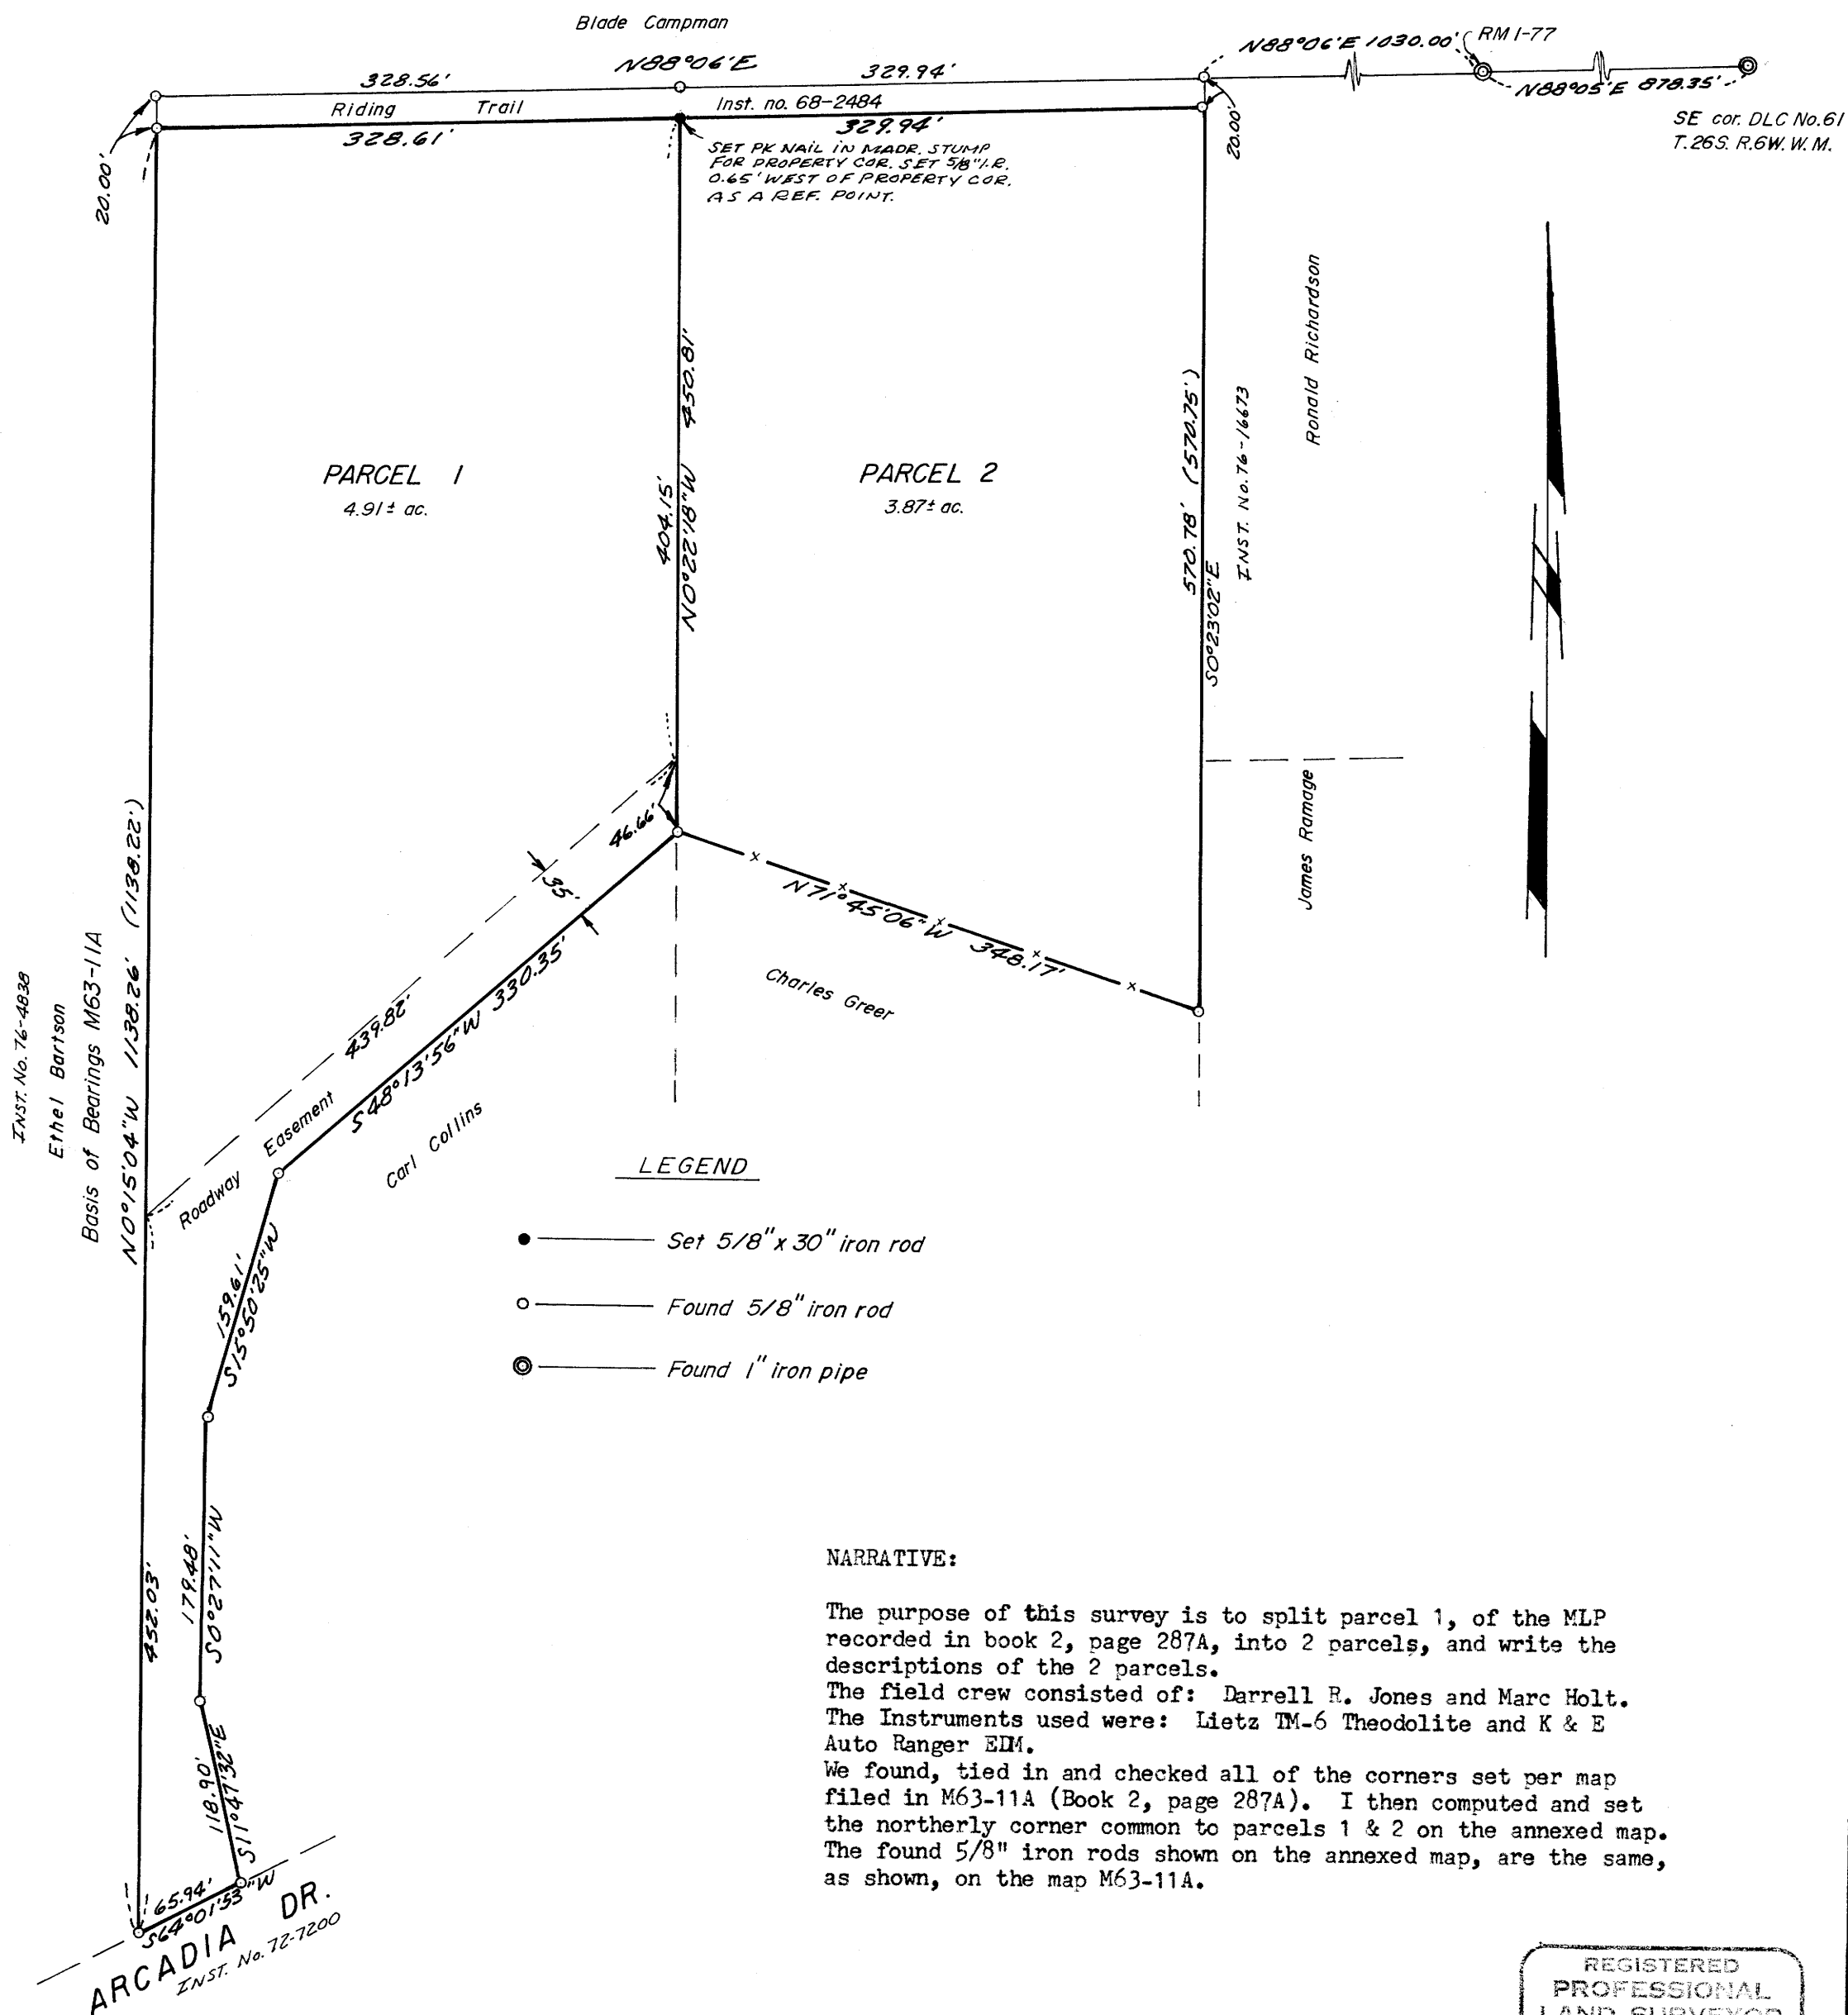 Blade Campman
N88°06'E
328.56'
329.94'
N88°06'E 1030.00'
RM 1-77
N88°05'E 878.35'
SE cor. DLC No.61
T.26S. R.6W. W.M.
Riding Trail
Inst. no. 68-2484
328.61'
329.94'
20.00'
20.00'
SET PK NAIL IN MADR. STUMP
FOR PROPERTY COR. SET 5/8" I.R.
0.65' WEST OF PROPERTY COR.
AS A REF. POINT.
PARCEL 1
4.91± ac.
404.15'
N0°22'18"W 450.81'
PARCEL 2
3.87± ac.
570.78' (570.75')
S0°23'02"E
INST. No. 76-16673
Ronald Richardson
James Ramage
46.66'
35'
N71°45'06"W 348.17'
Charles Greer
INST. No. 76-4838
Ethel Bartson
Basis of Bearings M63-11A
N0°15'04"W 1138.26' (1138.22')
439.82'
S48°13'56"W 330.35'
Roadway Easement
Carl Collins
159.61'
S15°50'25"W
179.48'
S0°27'11"W
452.03'
118.90'
S11°47'32"E
65.94'
S64°01'53"W
ARCADIA DR.
INST. No. 72-7200
LEGEND
Set 5/8" x 30" iron rod
Found 5/8" iron rod
Found 1" iron pipe
NARRATIVE:
The purpose of this survey is to split parcel 1, of the MLP
recorded in book 2, page 287A, into 2 parcels, and write the
descriptions of the 2 parcels.
The field crew consisted of: Darrell R. Jones and Marc Holt.
The Instruments used were: Lietz TM-6 Theodolite and K & E
Auto Ranger EDM.
We found, tied in and checked all of the corners set per map
filed in M63-11A (Book 2, page 287A). I then computed and set
the northerly corner common to parcels 1 & 2 on the annexed map.
The found 5/8" iron rods shown on the annexed map, are the same,
as shown, on the map M63-11A.
REGISTERED
PROFESSIONAL
LAND SURVEYOR